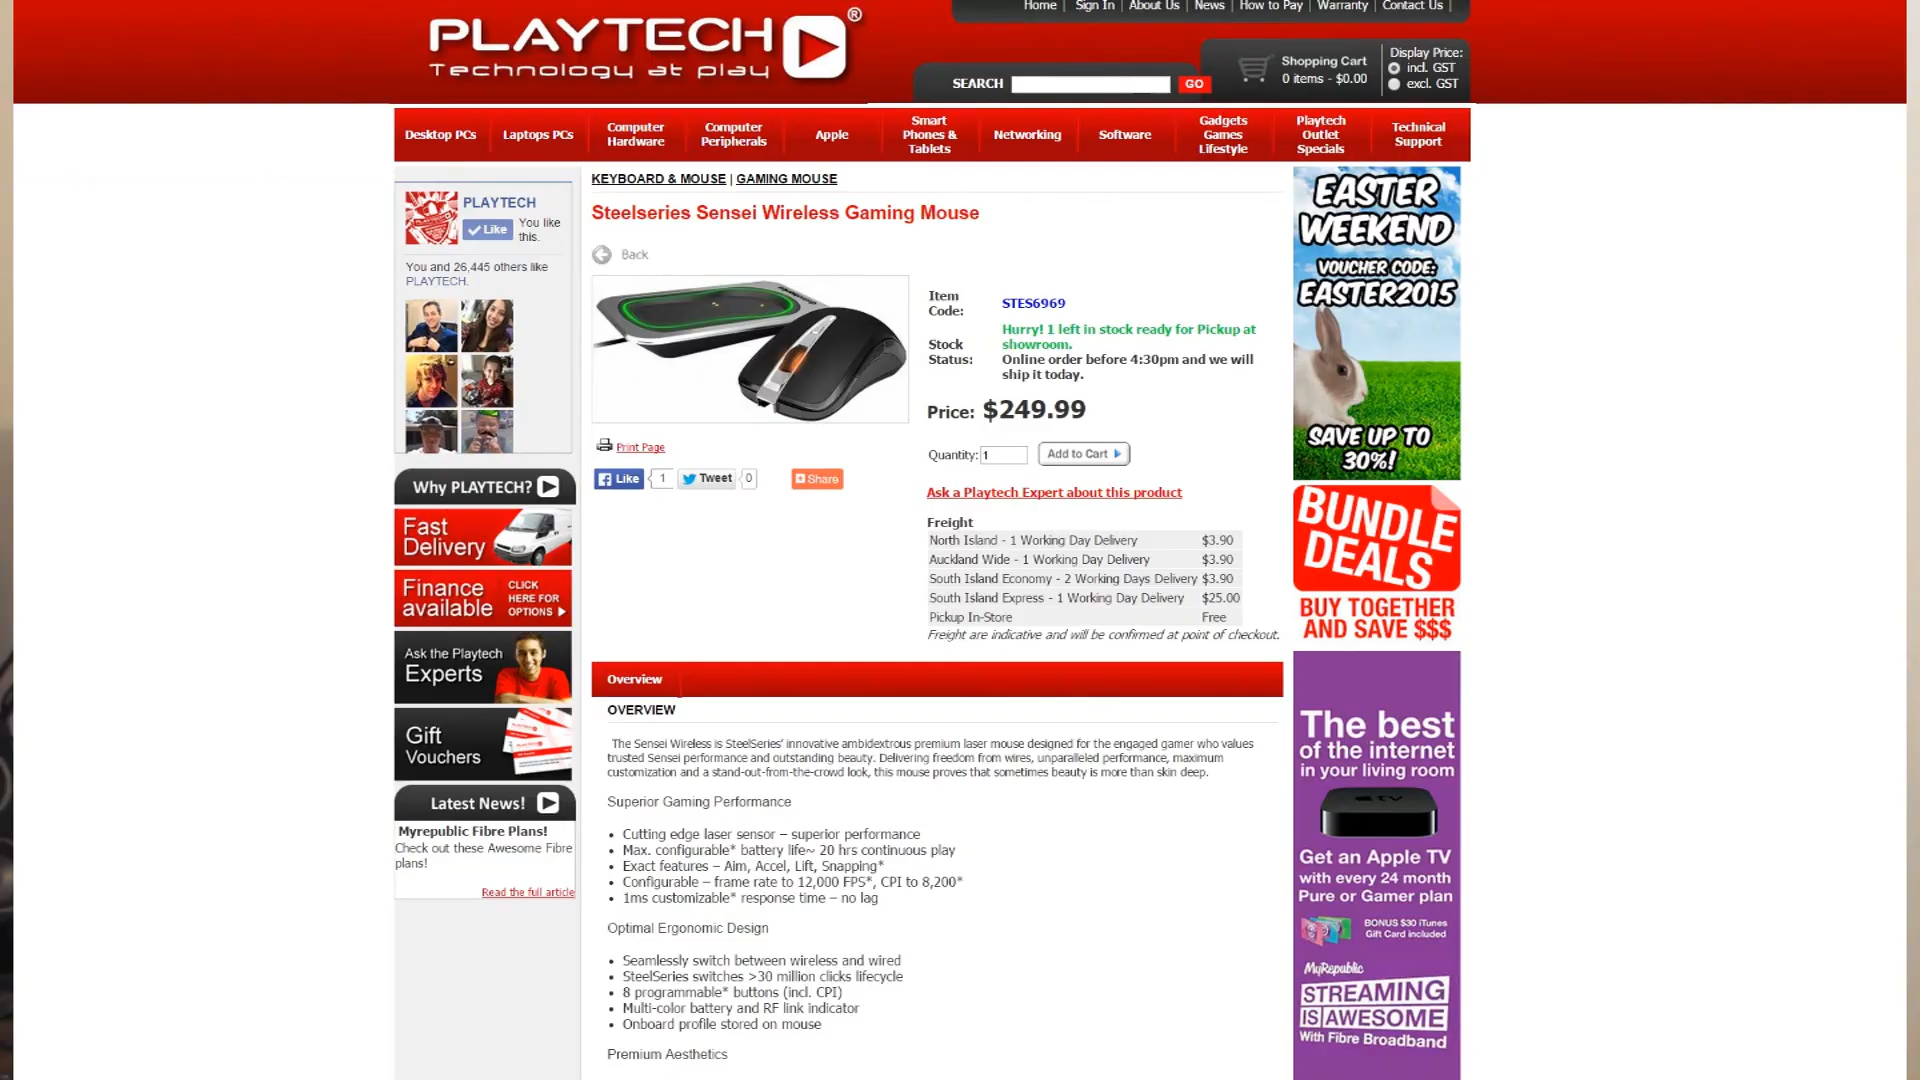 PLAYTECH ®
Technology at play
Home | Sign In | About Us | News | How to Pay | Warranty | Contact Us |
SEARCH GO
Shopping Cart
0 items - $0.00
Display Price:
incl. GST
excl. GST
Desktop PCs
Laptops PCs
Computer
Hardware
Computer
Peripherals
Apple
Smart
Phones &
Tablets
Networking
Software
Gadgets
Games
Lifestyle
Playtech
Outlet
Specials
Technical
Support
PLAYTECH
Like You like
this.
You and 26,445 others like
PLAYTECH.
Why PLAYTECH?
Fast
Delivery
Finance
available
CLICK
HERE FOR
OPTIONS
Ask the Playtech
Experts
Gift
Vouchers
Latest News!
Myrepublic Fibre Plans!
Check out these Awesome Fibre
plans!
Read the full article
KEYBOARD & MOUSE | GAMING MOUSE
Steelseries Sensei Wireless Gaming Mouse
Back
Print Page
Like 1 Tweet 0 Share
Item
Code:
STES6969
Stock
Status:
Hurry! 1 left in stock ready for Pickup at
showroom.
Online order before 4:30pm and we will
ship it today.
Price: $249.99
Quantity: 1 Add to Cart
Ask a Playtech Expert about this product
Freight
North Island - 1 Working Day Delivery $3.90
Auckland Wide - 1 Working Day Delivery $3.90
South Island Economy - 2 Working Days Delivery $3.90
South Island Express - 1 Working Day Delivery $25.00
Pickup In-Store Free
Freight are indicative and will be confirmed at point of checkout.
Overview
OVERVIEW
The Sensei Wireless is SteelSeries' innovative ambidextrous premium laser mouse designed for the engaged gamer who values
trusted Sensei performance and outstanding beauty. Delivering freedom from wires, unparalleled performance, maximum
customization and a stand-out-from-the-crowd look, this mouse proves that sometimes beauty is more than skin deep.
Superior Gaming Performance
• Cutting edge laser sensor – superior performance
• Max. configurable* battery life~ 20 hrs continuous play
• Exact features – Aim, Accel, Lift, Snapping*
• Configurable – frame rate to 12,000 FPS*, CPI to 8,200*
• 1ms customizable* response time – no lag
Optimal Ergonomic Design
• Seamlessly switch between wireless and wired
• SteelSeries switches >30 million clicks lifecycle
• 8 programmable* buttons (incl. CPI)
• Multi-color battery and RF link indicator
• Onboard profile stored on mouse
Premium Aesthetics
EASTER
WEEKEND
VOUCHER CODE:
EASTER2015
SAVE UP TO
30%!
BUNDLE
DEALS
BUY TOGETHER
AND SAVE $$$
The best
of the internet
in your living room
tv
Get an Apple TV
with every 24 month
Pure or Gamer plan
BONUS $30 iTunes
Gift Card included
MyRepublic
STREAMING
IS AWESOME
With Fibre Broadband